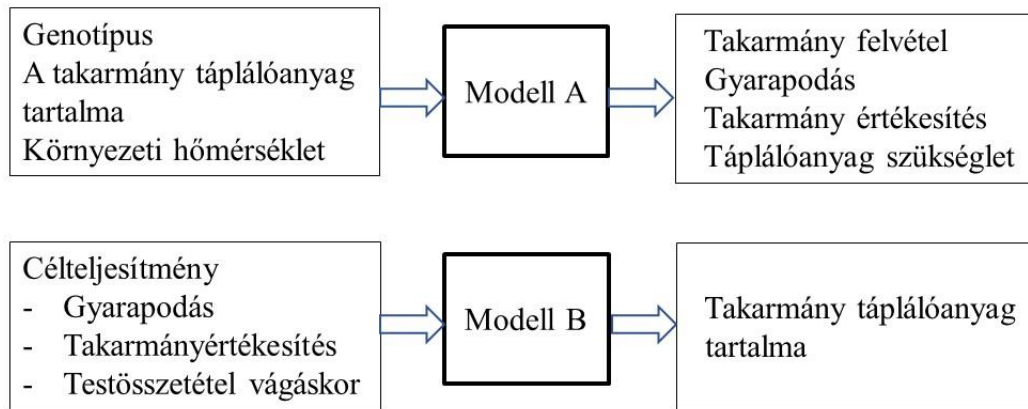 Genotípus
A takarmány táplálóanyag
tartalma
Környezeti hőmérséklet
Modell A
Takarmány felvétel
Gyarapodás
Takarmány értékesítés
Táplálóanyag szükséglet
Célteljesítmény
- Gyarapodás
- Takarmányértékesítés
- Testösszetétel vágáskor
Modell B
Takarmány táplálóanyag
tartalma